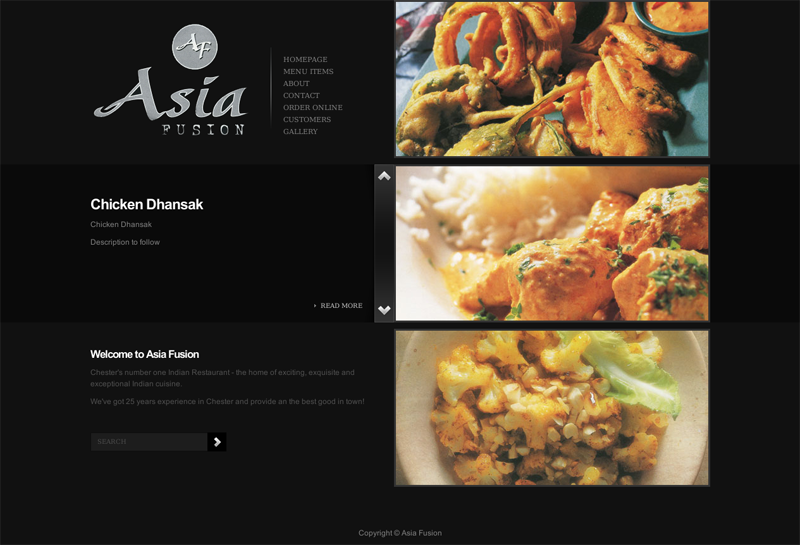 AF
Asia
FUSION
HOMEPAGE
MENU ITEMS
ABOUT
CONTACT
ORDER ONLINE
CUSTOMERS
GALLERY
Chicken Dhansak
Chicken Dhansak
Description to follow
READ MORE
Welcome to Asia Fusion
Chester's number one Indian Restaurant - the home of exciting, exquisite and
exceptional Indian cuisine.
We've got 25 years experience in Chester and provide an the best good in town!
SEARCH
Copyright © Asia Fusion